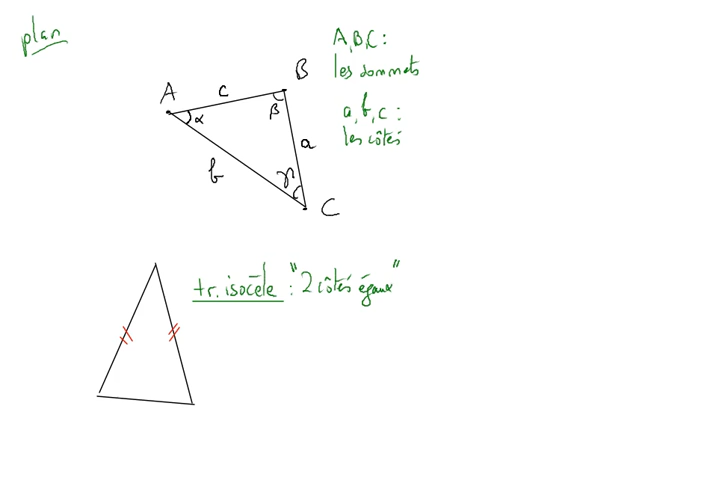 plan
A,B,C :
les sommets
a, b, c :
les côtés
A
c
B
α
β
a
b
γ
C
tr. isocèle : "2 côtés égaux"